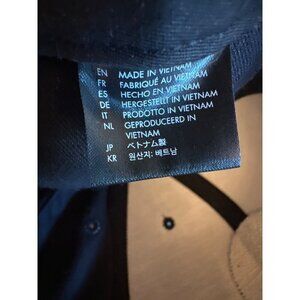 EN MADE IN VIETNAM
FR FABRIQUÉ AU VIETNAM
ES HECHO EN VIETNAM
DE HERGESTELLT IN VIETNAM
IT PRODOTTO IN VIETNAM
NL GEPRODUCEERD IN
VIETNAM
JP ベトナム製
KR 원산지: 베트남